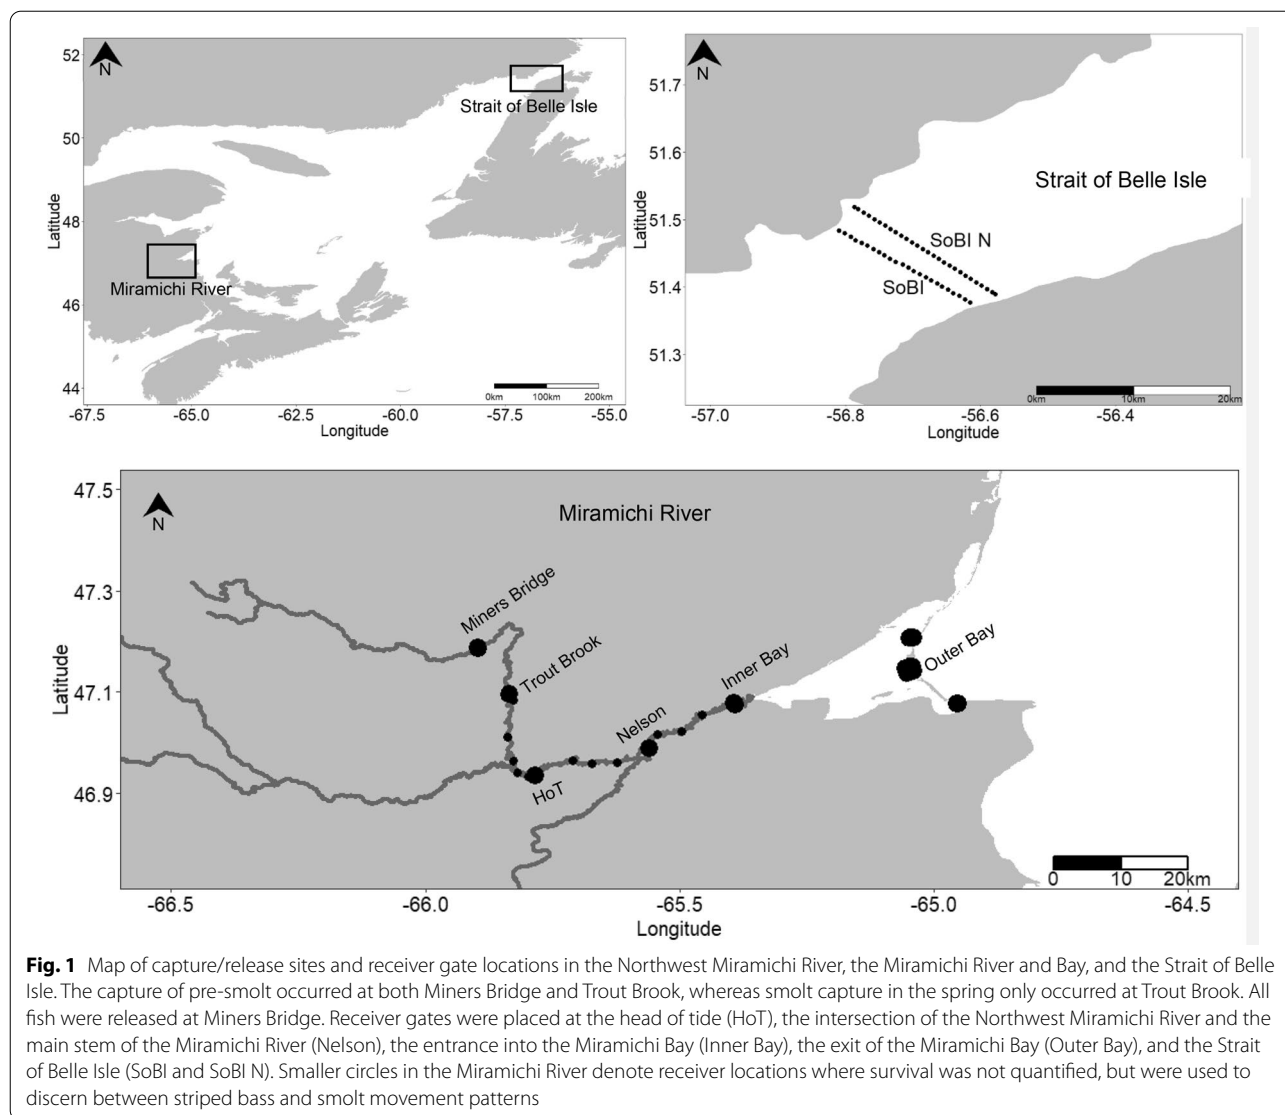 52
50
48
46
44
Latitude
N
Strait of Belle Isle
Miramichi River
0km 100km 200km
-67.5 -65.0 -62.5 -60.0 -57.5 -55.0
Longitude
51.7
51.6
51.5
51.4
51.3
Latitude
N
Strait of Belle Isle
SoBI N
SoBI
0km 10km 20km
-57.0 -56.8 -56.6 -56.4
Longitude
47.5
47.3
47.1
46.9
Latitude
N
Miramichi River
Miners Bridge
Trout Brook
HoT
Nelson
Inner Bay
Outer Bay
0 10 20km
-66.5 -66.0 -65.5 -65.0 -64.5
Longitude
Fig. 1 Map of capture/release sites and receiver gate locations in the Northwest Miramichi River, the Miramichi River and Bay, and the Strait of Belle
Isle. The capture of pre-smolt occurred at both Miners Bridge and Trout Brook, whereas smolt capture in the spring only occurred at Trout Brook. All
fish were released at Miners Bridge. Receiver gates were placed at the head of tide (HoT), the intersection of the Northwest Miramichi River and the
main stem of the Miramichi River (Nelson), the entrance into the Miramichi Bay (Inner Bay), the exit of the Miramichi Bay (Outer Bay), and the Strait
of Belle Isle (SoBI and SoBI N). Smaller circles in the Miramichi River denote receiver locations where survival was not quantified, but were used to
discern between striped bass and smolt movement patterns